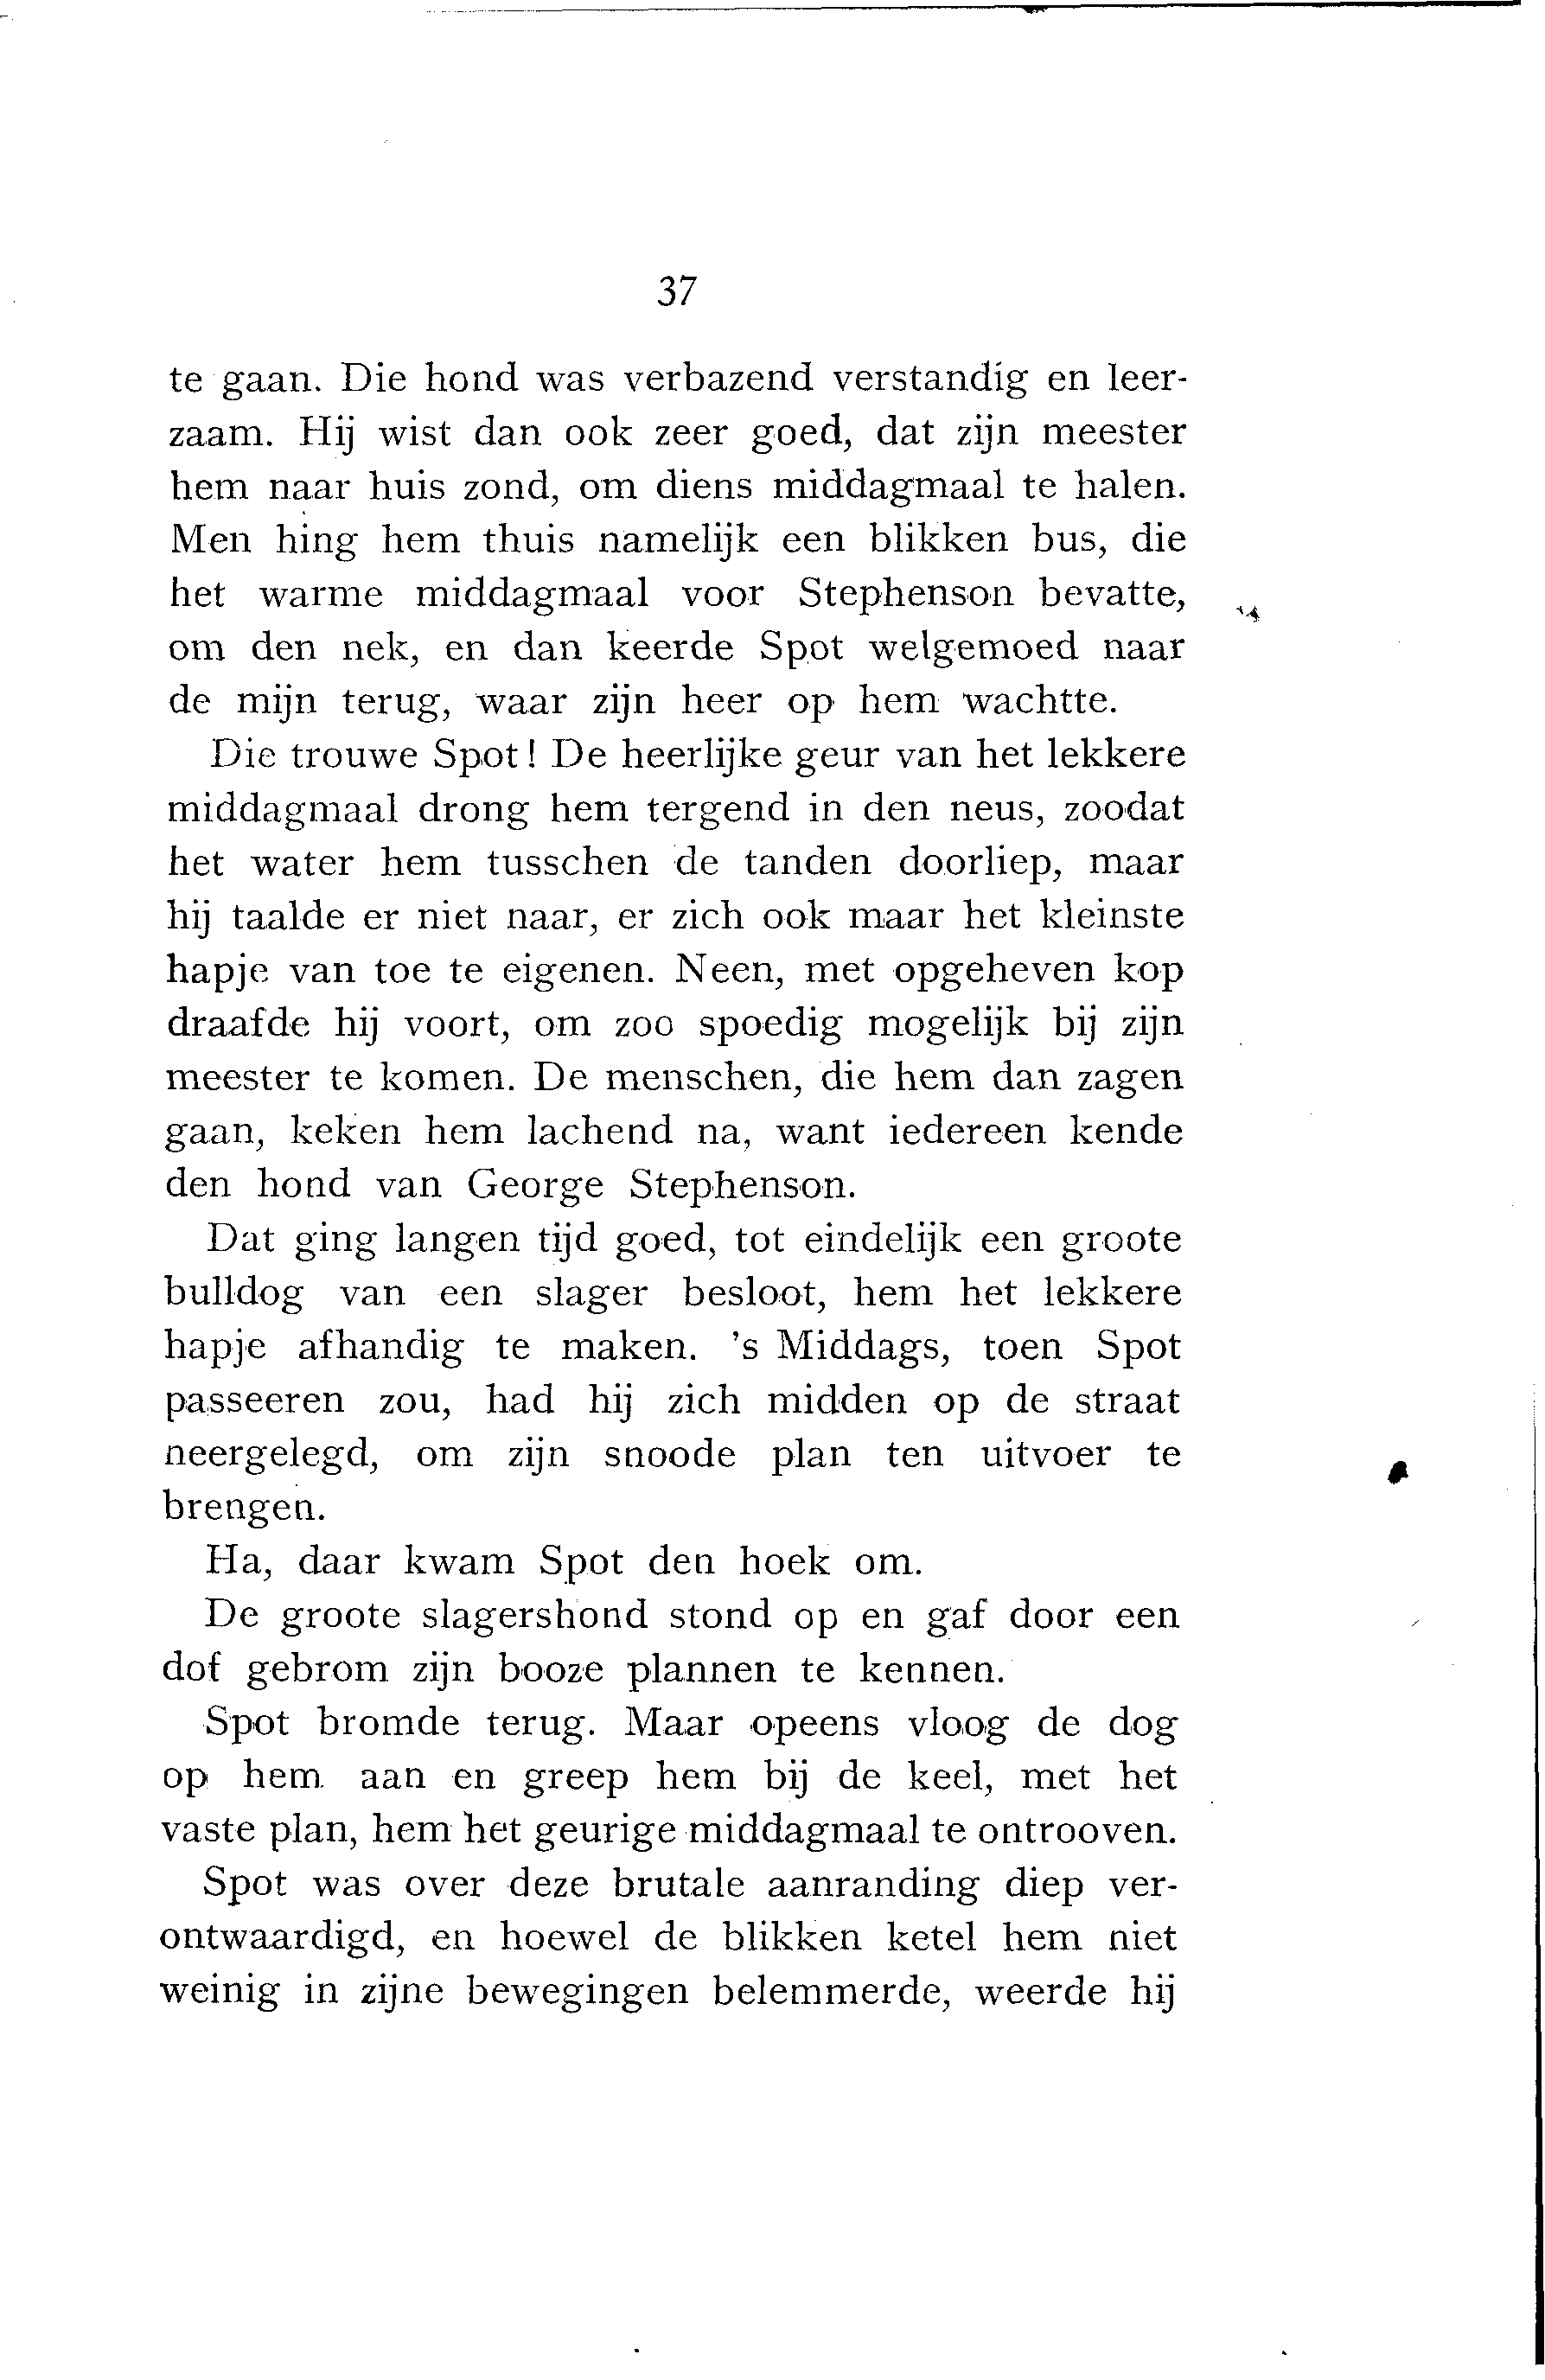 37
te gaan. Die hond was verbazend verstandig en leer-
zaam. Hij wist dan ook zeer goed, dat zijn meester
hem naar huis zond, om diens middagmaal te halen.
Men hing hem thuis namelijk een blikken bus, die
het warme middagmaal voor Stephenson bevatte,
om den nek, en dan keerde Spot welgemoed naar
de mijn terug, waar zijn heer op hem wachtte.
Die trouwe Spot! De heerlijke geur van het lekkere
middagmaal drong hem tergend in den neus, zoodat
het water hem tusschen de tanden doorliep, maar
hij taalde er niet naar, er zich ook maar het kleinste
hapje van toe te eigenen. Neen, met opgeheven kop
draafde hij voort, om zoo spoedig mogelijk bij zijn
meester te komen. De menschen, die hem dan zagen
gaan, keken hem lachend na, want iedereen kende
den hond van George Stephenson.
Dat ging langen tijd goed, tot eindelijk een groote
bulldog van een slager besloot, hem het lekkere
hapje afhandig te maken. 's Middags, toen Spot
passeeren zou, had hij zich midden op de straat
neergelegd, om zijn snoode plan ten uitvoer te
brengen.
Ha, daar kwam Spot den hoek om.
De groote slagershond stond op en gaf door een
dof gebrom zijn booze plannen te kennen.
Spot bromde terug. Maar opeens vloog de dog
op hem aan en greep hem bij de keel, met het
vaste plan, hem het geurige middagmaal te ontrooven.
Spot was over deze brutale aanranding diep ver-
ontwaardigd, en hoewel de blikken ketel hem niet
weinig in zijne bewegingen belemmerde, weerde hij